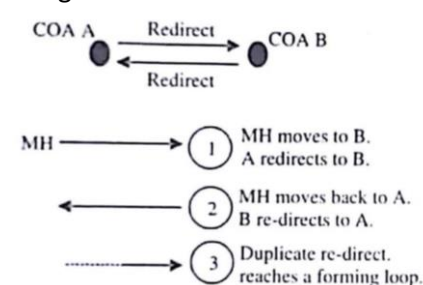 COA A
Redirect
COA B
Redirect
MH
1
MH moves to B.
A redirects to B.
2
MH moves back to A.
B re-directs to A.
3
Duplicate re-direct.
reaches a forming loop.